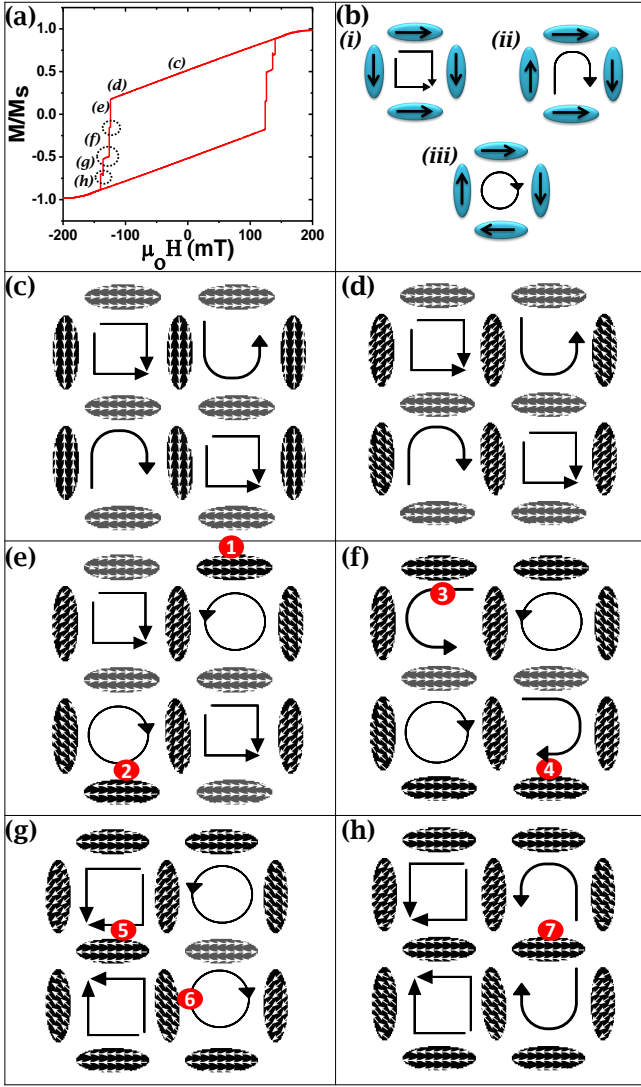 (a)
M/Ms
1.0
0.5
0.0
-0.5
-1.0
(c)
(d)
(e)
(f)
(g)
(h)
-200 -100 0 100 200
μoH (mT)
(b)
(i)
(ii)
(iii)
(c)
(d)
(e)
1
2
(f)
3
4
(g)
5
6
(h)
7